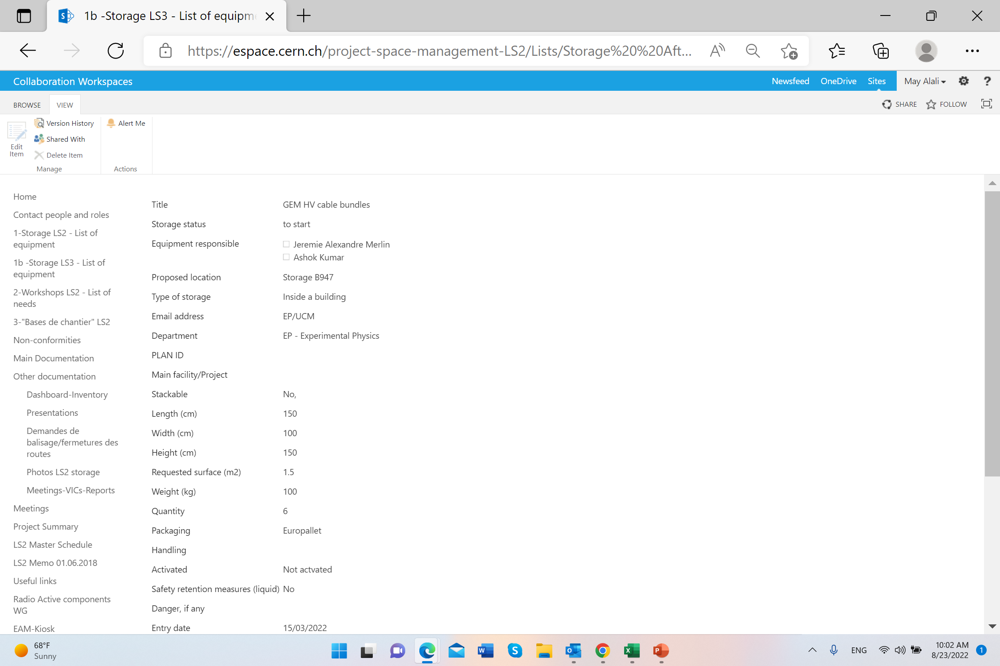 1b -Storage LS3 - List of equipm
https://espace.cern.ch/project-space-management-LS2/Lists/Storage%20%20Aft...
Collaboration Workspaces
Newsfeed OneDrive Sites May Alali ?
BROWSE VIEW
SHARE FOLLOW
Edit Item
Version History
Shared With
Delete Item
Manage
Alert Me
Actions
Home
Contact people and roles
1-Storage LS2 - List of
equipment
1b -Storage LS3 - List of
equipment
2-Workshops LS2 - List of
needs
3-"Bases de chantier" LS2
Non-conformities
Main Documentation
Other documentation
Dashboard-Inventory
Presentations
Demandes de
balisage/fermetures des
routes
Photos LS2 storage
Meetings-VICs-Reports
Meetings
Project Summary
LS2 Master Schedule
LS2 Memo 01.06.2018
Useful links
Radio Active components
WG
EAM-Kiosk
Title GEM HV cable bundles
Storage status to start
Equipment responsible Jeremie Alexandre Merlin
Ashok Kumar
Proposed location Storage B947
Type of storage Inside a building
Email address EP/UCM
Department EP - Experimental Physics
PLAN ID
Main facility/Project
Stackable No,
Length (cm) 150
Width (cm) 100
Height (cm) 150
Requested surface (m2) 1.5
Weight (kg) 100
Quantity 6
Packaging Europallet
Handling
Activated Not actvated
Safety retention measures (liquid) No
Danger, if any
Entry date 15/03/2022
68°F
Sunny
ENG
10:02 AM
8/23/2022
1